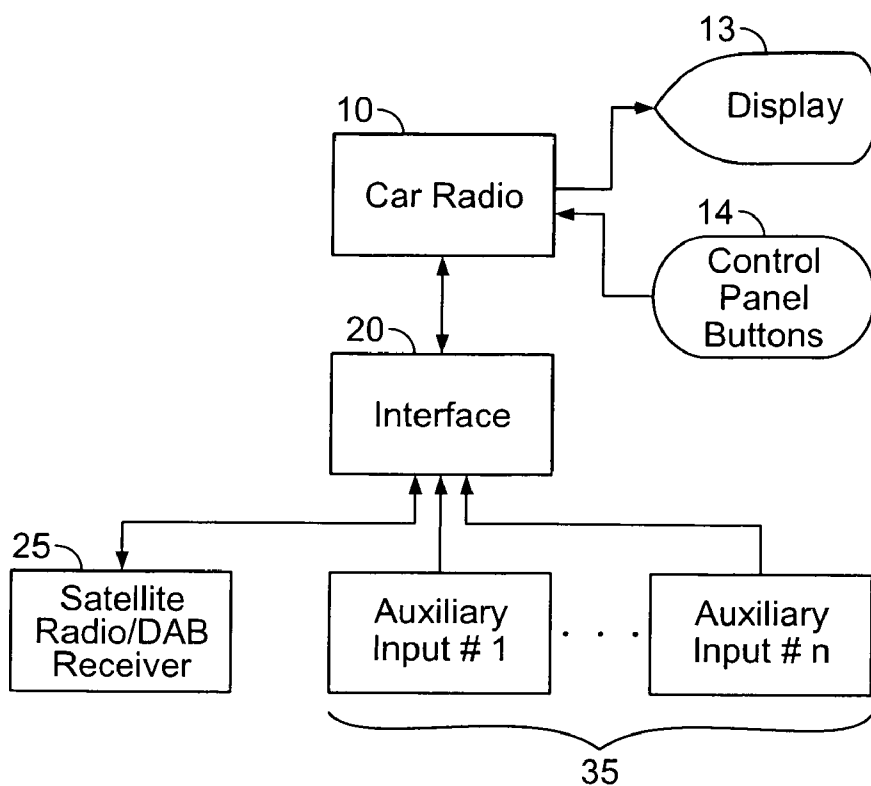 13
Display
10
Car Radio
14
Control
Panel
Buttons
20
Interface
25
Satellite
Radio/DAB
Receiver
Auxiliary
Input # 1
. . .
Auxiliary
Input # n
35